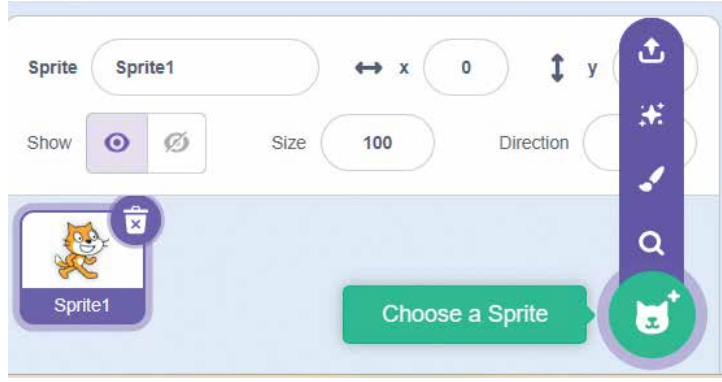 Sprite Sprite1 x 0 y
Show Size 100 Direction
Sprite1
Choose a Sprite